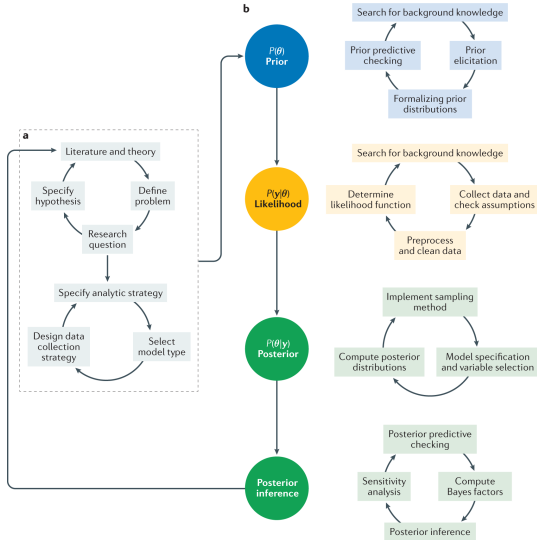 a
Literature and theory
Specify
hypothesis
Define
problem
Research
question
Specify analytic strategy
Design data
collection
strategy
Select
model type
b
P(θ)
Prior
P(y|θ)
Likelihood
P(θ|y)
Posterior
Posterior
inference
Search for background knowledge
Prior predictive
checking
Prior
elicitation
Formalizing prior
distributions
Search for background knowledge
Determine
likelihood function
Collect data and
check assumptions
Preprocess
and clean data
Implement sampling
method
Compute posterior
distributions
Model specification
and variable selection
Posterior predictive
checking
Sensitivity
analysis
Compute
Bayes factors
Posterior inference